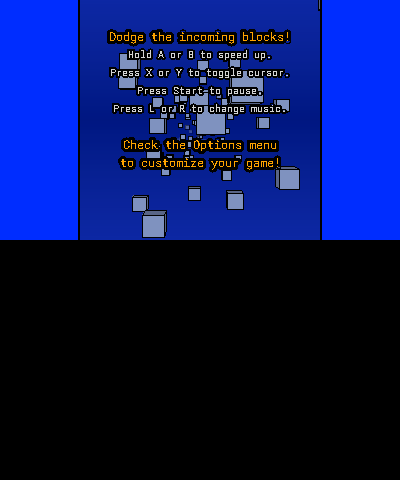 Dodge the incoming blocks!
Hold A or B to speed up.
Press X or Y to toggle cursor.
Press Start to pause.
Press L or R to change music.
Check the Options menu
to customize your game!